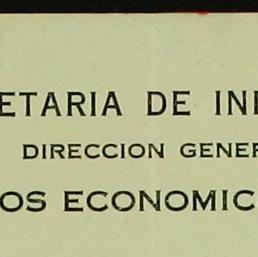 ETARIA DE IN
DIRECCION GENER
OS ECONOMIC